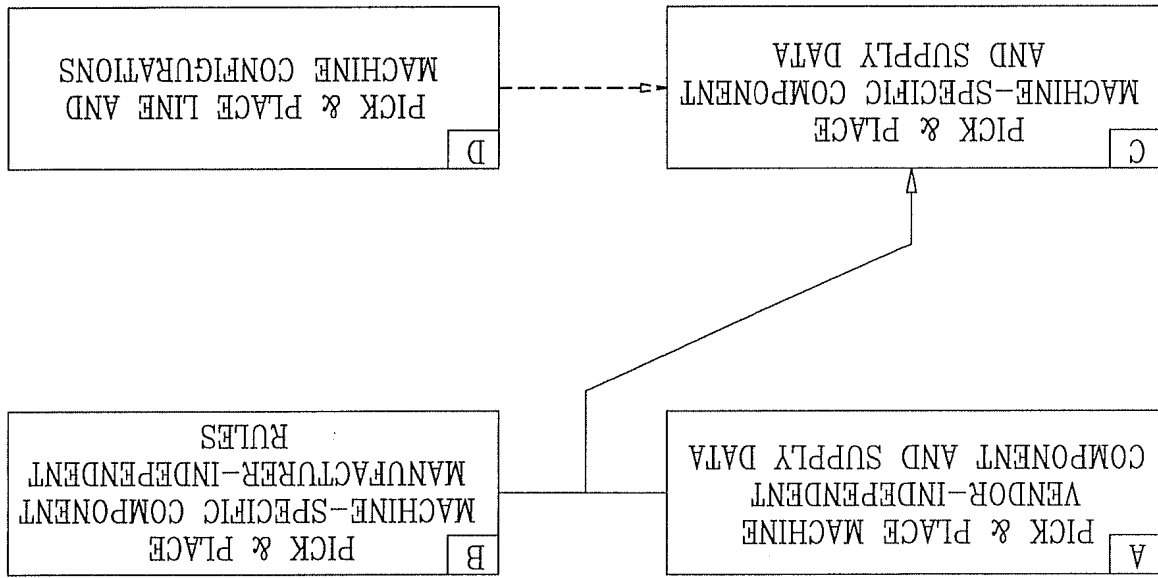 A
PICK & PLACE MACHINE
VENDOR-INDEPENDENT
COMPONENT AND SUPPLY DATA
B
PICK & PLACE
MACHINE-SPECIFIC COMPONENT
MANUFACTURER-INDEPENDENT
RULES
C
PICK & PLACE
MACHINE-SPECIFIC COMPONENT
AND SUPPLY DATA
D
PICK & PLACE LINE AND
MACHINE CONFIGURATIONS